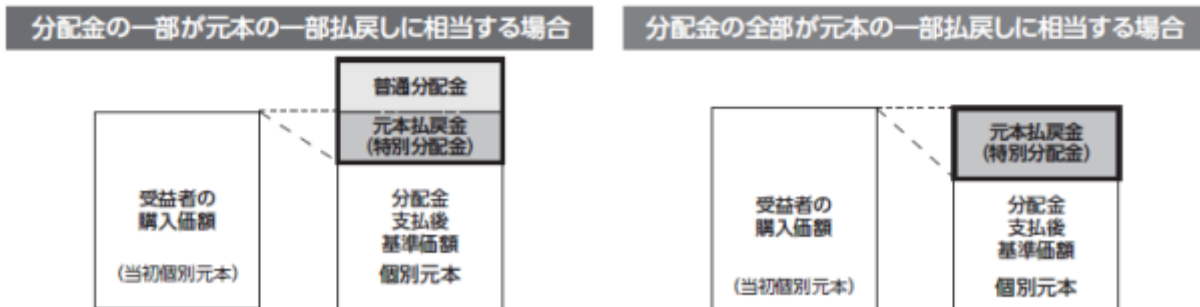 分配金の一部が元本の一部払戻しに相当する場合
普通分配金
元本払戻金
(特別分配金)
受益者の
購入価額
(当初個別元本)
分配金
支払後
基準価額
個別元本
分配金の全部が元本の一部払戻しに相当する場合
元本払戻金
(特別分配金)
受益者の
購入価額
(当初個別元本)
分配金
支払後
基準価額
個別元本